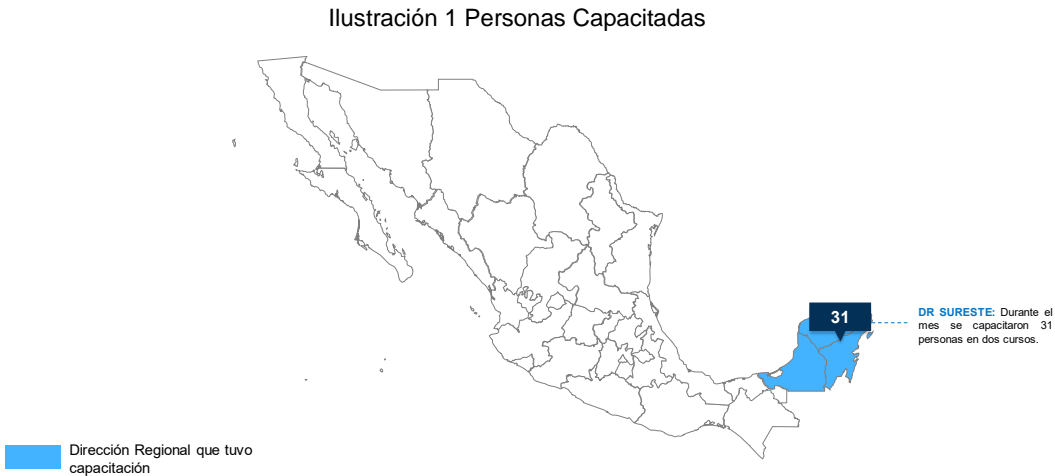 Ilustración 1 Personas Capacitadas
31
DR SURESTE: Durante el
mes se capacitaron 31
personas en dos cursos.
Dirección Regional que tuvo
capacitación